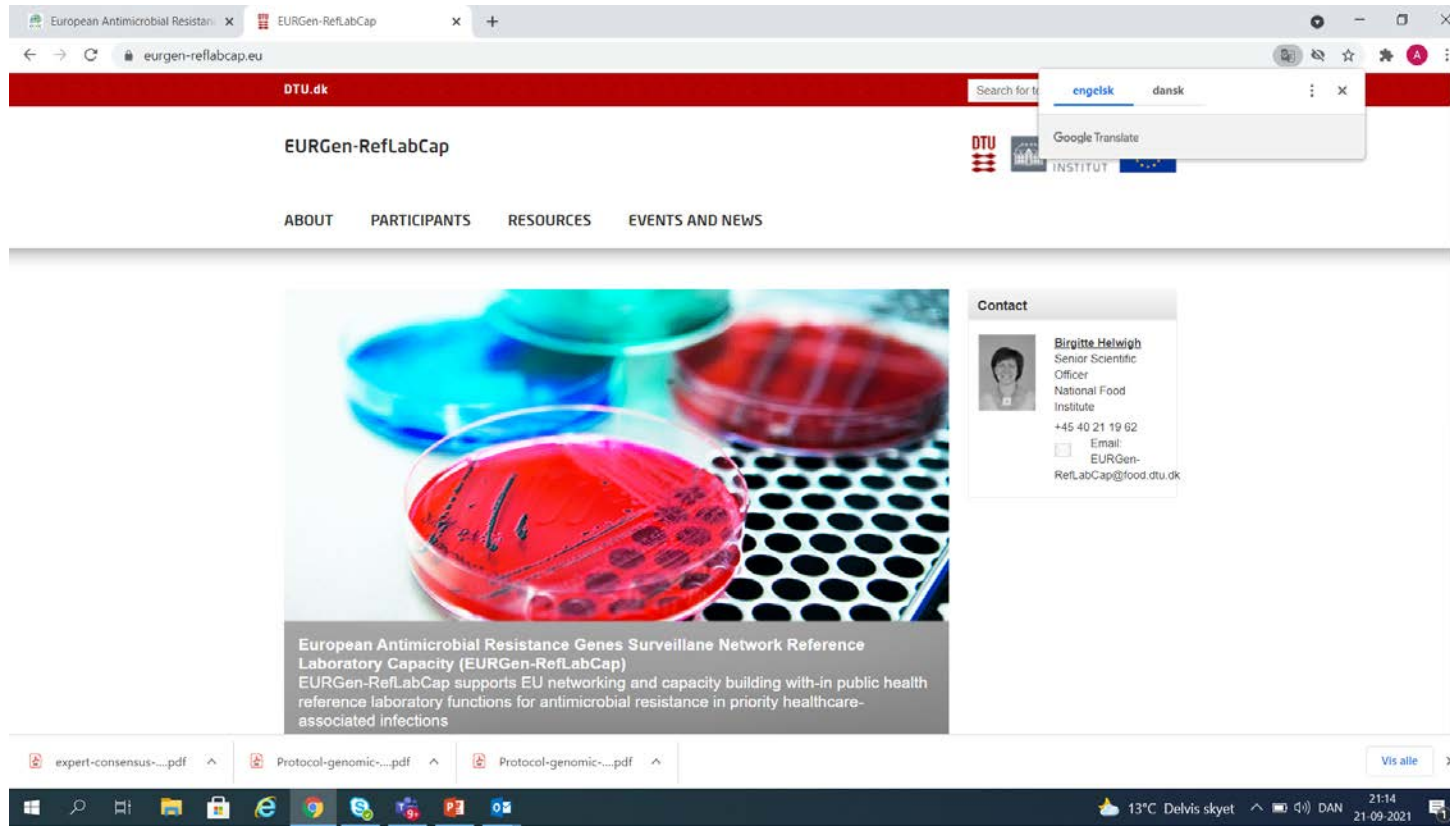 European Antimicrobial Resistan
EURGen-RefLabCap
eurgen-reflabcap.eu
A
DTU.dk
Search for te
engelsk dansk
Google Translate
EURGen-RefLabCap
DTU
INSTITUT
ABOUT PARTICIPANTS RESOURCES EVENTS AND NEWS
Contact
Birgitte Helwigh
Senior Scientific
Officer
National Food
Institute
+45 40 21 19 62
Email:
EURGen-
RefLabCap@food.dtu.dk
European Antimicrobial Resistance Genes Surveillane Network Reference
Laboratory Capacity (EURGen-RefLabCap)
EURGen-RefLabCap supports EU networking and capacity building with-in public health
reference laboratory functions for antimicrobial resistance in priority healthcare-
associated infections
expert-consensus-....pdf Protocol-genomic-....pdf Protocol-genomic-....pdf Vis alle
13°C Delvis skyet DAN 21:14
21-09-2021